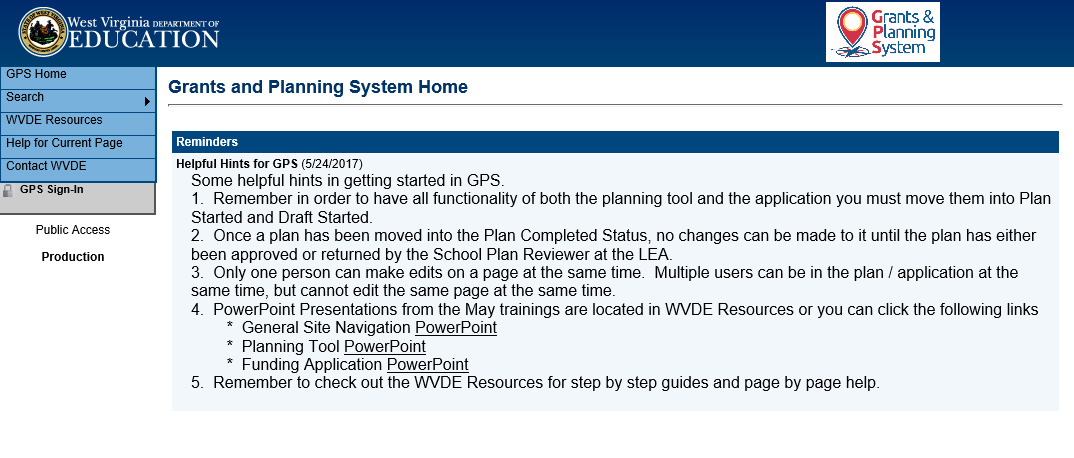 West Virginia DEPARTMENT OF
EDUCATION
Grants &
Planning
System
GPS Home
Search
WVDE Resources
Help for Current Page
Contact WVDE
GPS Sign-In
Public Access
Production
Grants and Planning System Home
Reminders
Helpful Hints for GPS (5/24/2017)
Some helpful hints in getting started in GPS.
1.  Remember in order to have all functionality of both the planning tool and the application you must move them into Plan
Started and Draft Started.
2.  Once a plan has been moved into the Plan Completed Status, no changes can be made to it until the plan has either
been approved or returned by the School Plan Reviewer at the LEA.
3.  Only one person can make edits on a page at the same time.  Multiple users can be in the plan / application at the
same time, but cannot edit the same page at the same time.
4.  PowerPoint Presentations from the May trainings are located in WVDE Resources or you can click the following links
*  General Site Navigation PowerPoint
*  Planning Tool PowerPoint
*  Funding Application PowerPoint
5.  Remember to check out the WVDE Resources for step by step guides and page by page help.